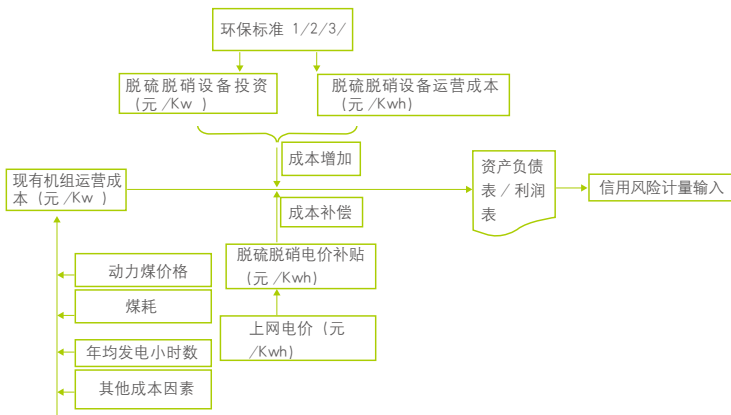 环保标准 1/2/3/
脱硫脱硝设备投资
（元 /Kw ）
脱硫脱硝设备运营成本
（元 /Kwh）
成本增加
现有机组运营成
本（元 /Kw ）
资产负债
表 / 利润
表
信用风险计量输入
成本补偿
脱硫脱硝电价补贴
（元 /Kwh）
动力煤价格
煤耗
上网电价（元
/Kwh）
年均发电小时数
其他成本因素